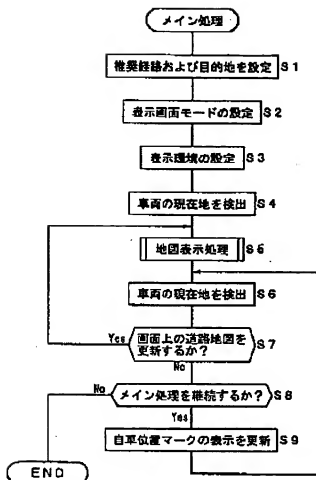 メイン処理
推奨経路および目的地を設定 S1
表示画面モードの設定 S2
表示環境の設定 S3
車両の現在地を検出 S4
地図表示処理 S5
車両の現在地を検出 S6
画面上の道路地図を
更新するか? S7
Yes
No
メイン処理を継続するか? S8
No
Yes
自車位置マークの表示を更新 S9
END